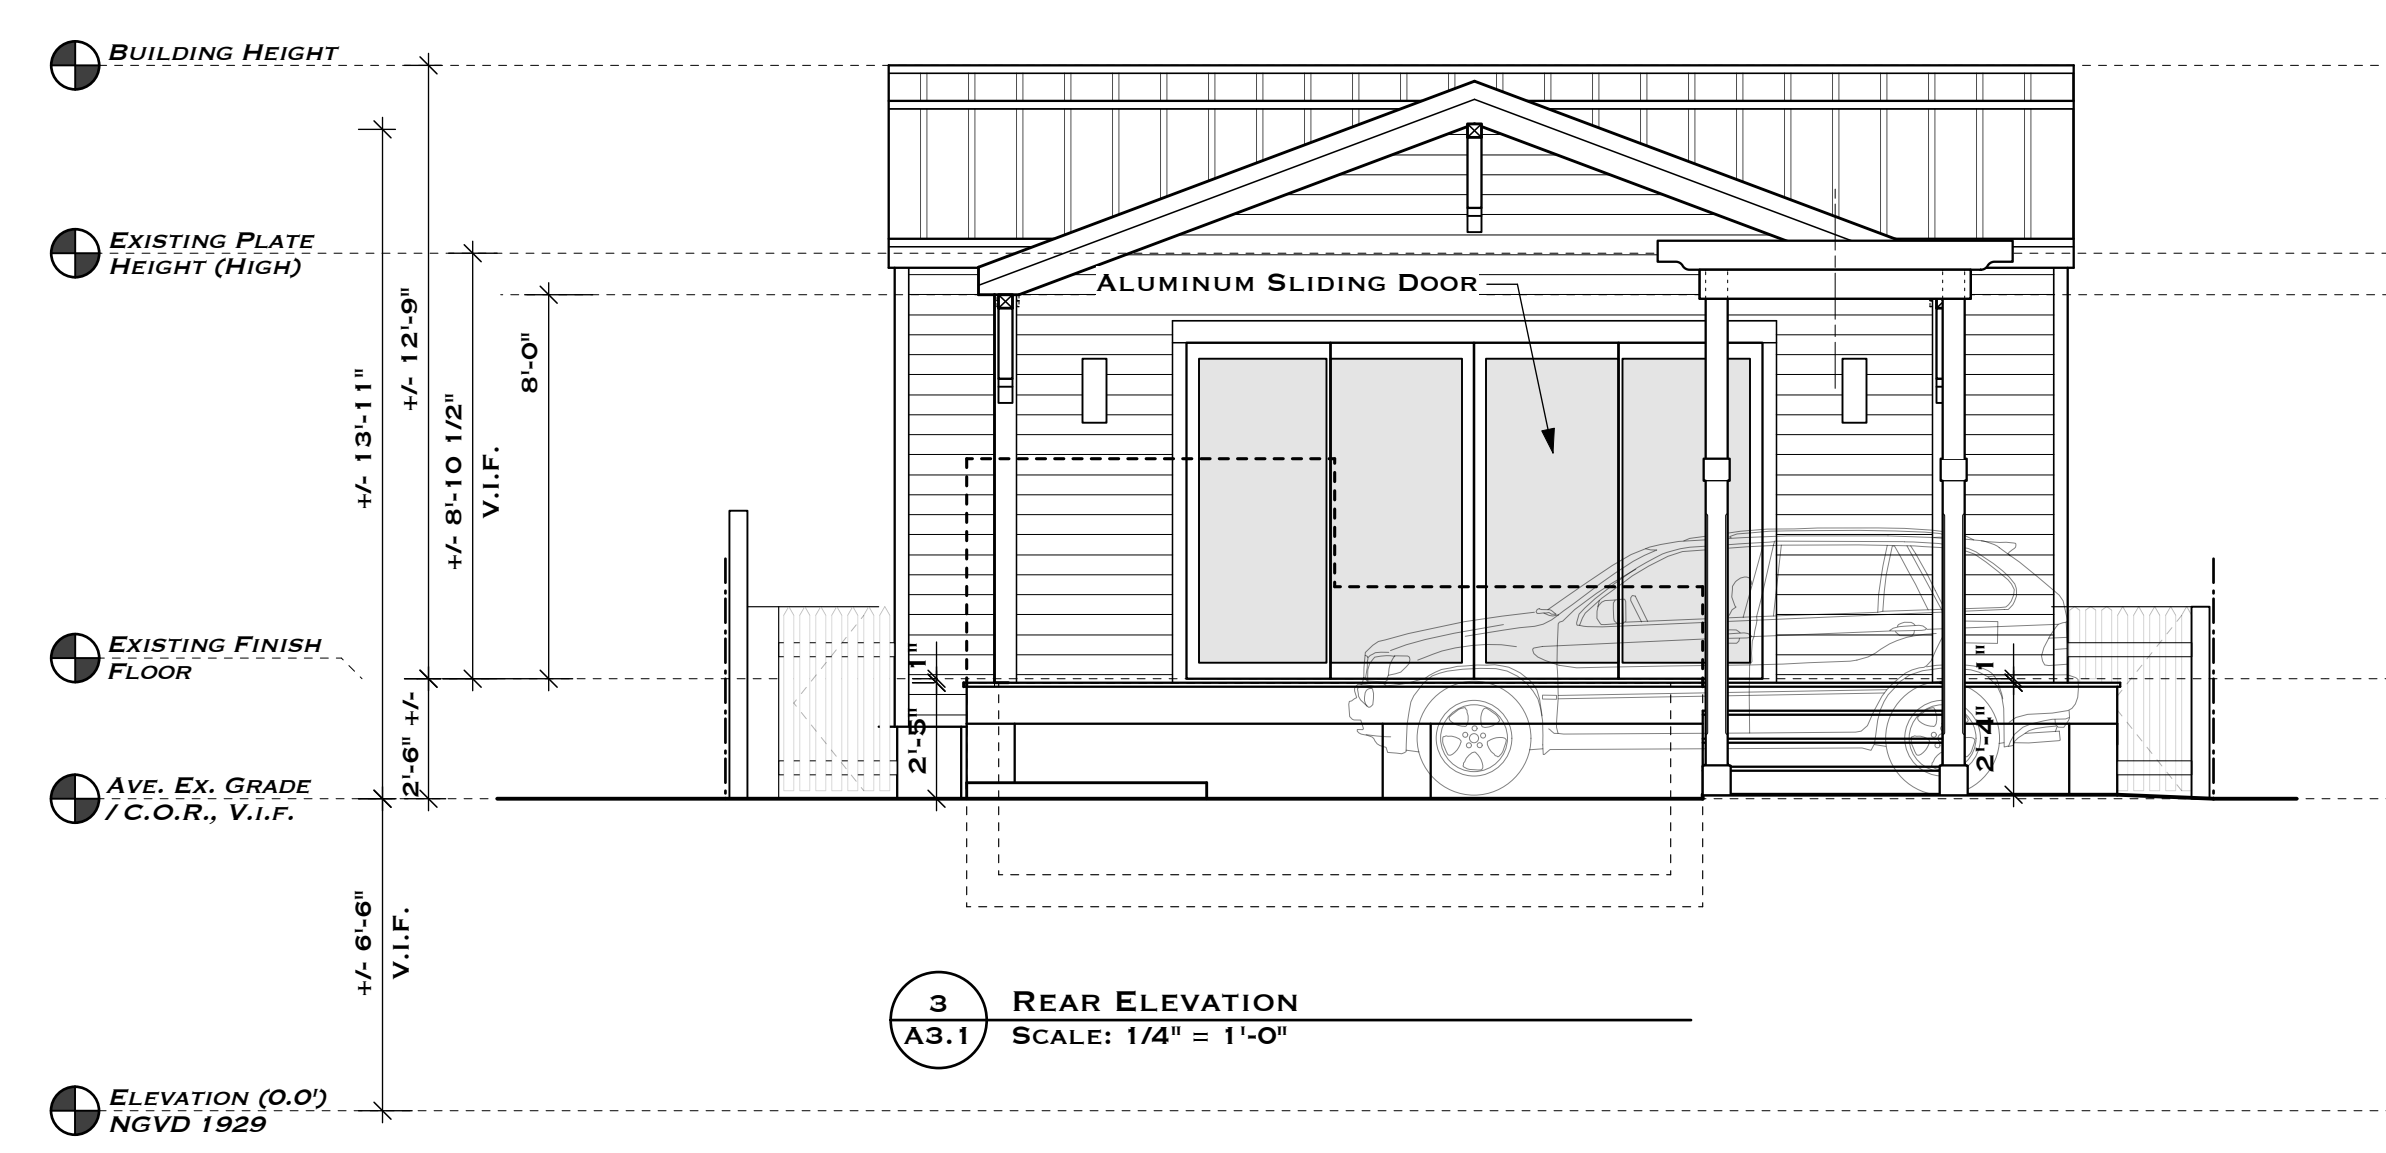 BUILDING HEIGHT
EXISTING PLATE
HEIGHT (HIGH)
ALUMINUM SLIDING DOOR
+/- 13'-11"
+/- 12'-9"
+/- 8'-10 1/2"
V.I.F.
8'-0"
EXISTING FINISH
FLOOR
1"
1"
2'-6" +/-
2'-5"
2'-4"
AVE. EX. GRADE
/ C.O.R., V.I.F.
+/- 6'-6"
V.I.F.
3
A3.1
REAR ELEVATION
SCALE: 1/4" = 1'-0"
ELEVATION (0.0')
NGVD 1929